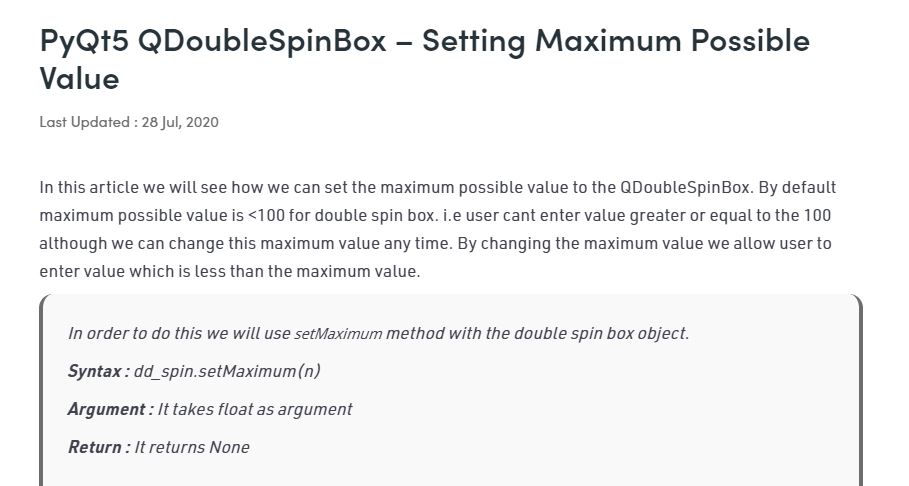 PyQt5 QDoubleSpinBox – Setting Maximum Possible
Value
Last Updated : 28 Jul, 2020
In this article we will see how we can set the maximum possible value to the QDoubleSpinBox. By default
maximum possible value is <100 for double spin box. i.e user cant enter value greater or equal to the 100
although we can change this maximum value any time. By changing the maximum value we allow user to
enter value which is less than the maximum value.
In order to do this we will use setMaximum method with the double spin box object.
Syntax : dd_spin.setMaximum(n)
Argument : It takes float as argument
Return : It returns None